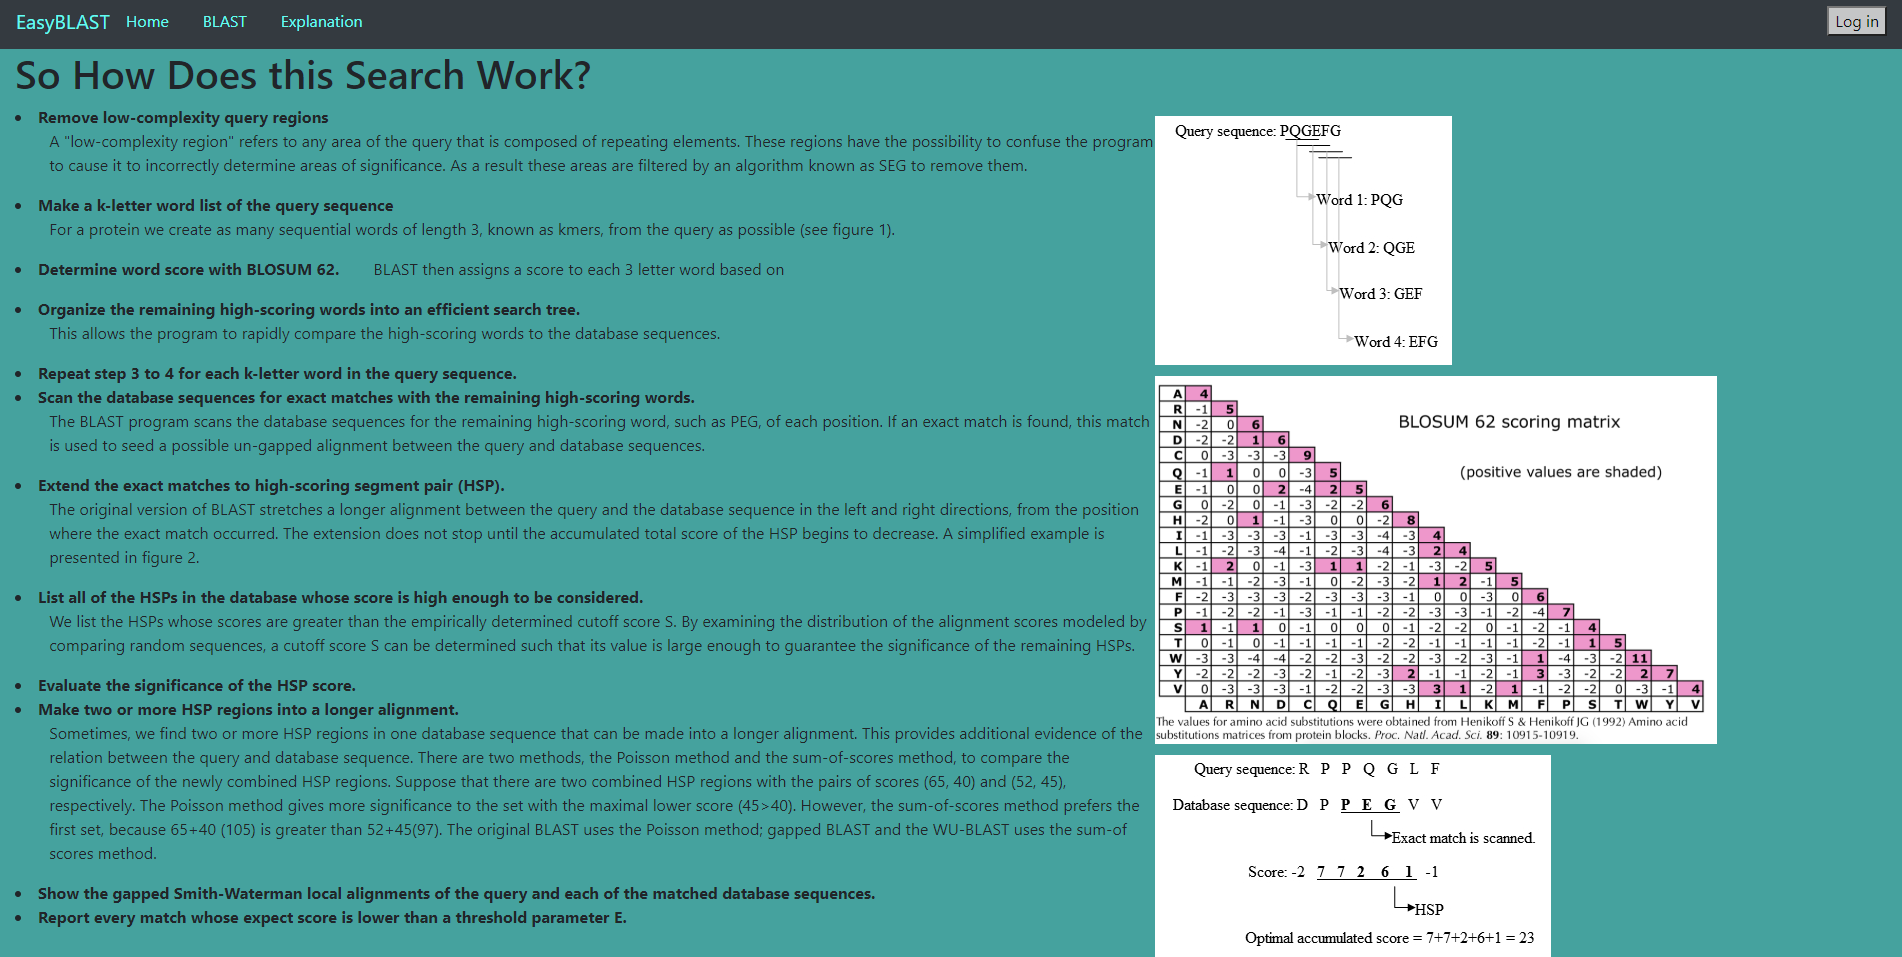 EasyBLAST Home BLAST Explanation Log in
So How Does this Search Work?
Remove low-complexity query regions
A "low-complexity region" refers to any area of the query that is composed of repeating elements. These regions have the possibility to confuse the program
to cause it to incorrectly determine areas of significance. As a result these areas are filtered by an algorithm known as SEG to remove them.
Make a k-letter word list of the query sequence
For a protein we create as many sequential words of length 3, known as kmers, from the query as possible (see figure 1).
Determine word score with BLOSUM 62. BLAST then assigns a score to each 3 letter word based on
Organize the remaining high-scoring words into an efficient search tree.
This allows the program to rapidly compare the high-scoring words to the database sequences.
Repeat step 3 to 4 for each k-letter word in the query sequence.
Scan the database sequences for exact matches with the remaining high-scoring words.
The BLAST program scans the database sequences for the remaining high-scoring word, such as PEG, of each position. If an exact match is found, this match
is used to seed a possible un-gapped alignment between the query and database sequences.
Extend the exact matches to high-scoring segment pair (HSP).
The original version of BLAST stretches a longer alignment between the query and the database sequence in the left and right directions, from the position
where the exact match occurred. The extension does not stop until the accumulated total score of the HSP begins to decrease. A simplified example is
presented in figure 2.
List all of the HSPs in the database whose score is high enough to be considered.
We list the HSPs whose scores are greater than the empirically determined cutoff score S. By examining the distribution of the alignment scores modeled by
comparing random sequences, a cutoff score S can be determined such that its value is large enough to guarantee the significance of the remaining HSPs.
Evaluate the significance of the HSP score.
Make two or more HSP regions into a longer alignment.
Sometimes, we find two or more HSP regions in one database sequence that can be made into a longer alignment. This provides additional evidence of the
relation between the query and database sequence. There are two methods, the Poisson method and the sum-of-scores method, to compare the
significance of the newly combined HSP regions. Suppose that there are two combined HSP regions with the pairs of scores (65, 40) and (52, 45),
respectively. The Poisson method gives more significance to the set with the maximal lower score (45>40). However, the sum-of-scores method prefers the
first set, because 65+40 (105) is greater than 52+45(97). The original BLAST uses the Poisson method; gapped BLAST and the WU-BLAST uses the sum-of
scores method.
Show the gapped Smith-Waterman local alignments of the query and each of the matched database sequences.
Report every match whose expect score is lower than a threshold parameter E.
Query sequence: PQGEFG
Word 1: PQG
Word 2: QGE
Word 3: GEF
Word 4: EFG
BLOSUM 62 scoring matrix
(positive values are shaded)
A 4
R -1 5
N -2 0 6
D -2 -2 1 6
C 0 -3 -3 -3 9
Q -1 1 0 0 -3 5
E -1 0 0 2 -4 2 5
G 0 -2 0 -1 -3 -2 -2 6
H -2 0 1 -1 -3 0 0 -2 8
I -1 -3 -3 -3 -1 -3 -3 -4 -3 4
L -1 -2 -3 -4 -1 -2 -3 -4 -3 2 4
K -1 2 0 -1 -3 1 1 -2 -1 -3 -2 5
M -1 -1 -2 -3 -1 0 -2 -3 -2 1 2 -1 5
F -2 -3 -3 -3 -2 -3 -3 -3 -1 0 0 -3 0 6
P -1 -2 -2 -1 -3 -1 -1 -2 -2 -3 -3 -1 -2 -4 7
S 1 -1 1 0 -1 0 0 0 -1 -2 -2 0 -1 -2 -1 4
T 0 -1 0 -1 -1 -1 -1 -2 -2 -1 -1 -1 -1 -2 -1 1 5
W -3 -3 -4 -4 -2 -2 -3 -2 -2 -3 -2 -3 -1 1 -4 -3 -2 11
Y -2 -2 -2 -3 -2 -1 -2 -3 2 -1 -1 -2 -1 3 -3 -2 -2 2 7
V 0 -3 -3 -3 -1 -2 -2 -3 -3 3 1 -2 1 -1 -2 -2 0 -3 -1 4
A R N D C Q E G H I L K M F P S T W Y V
The values for amino acid substitutions were obtained from Henikoff S & Henikoff JG (1992) Amino acid
substitutions matrices from protein blocks. Proc. Natl. Acad. Sci. 89: 10915-10919.
Query sequence: R P P Q G L F
Database sequence: D P P E G V V
Exact match is scanned.
Score: -2 7 7 2 6 1 -1
HSP
Optimal accumulated score = 7+7+2+6+1 = 23